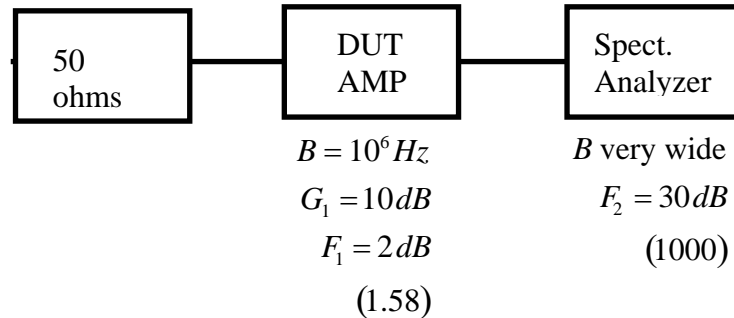 50
ohms
DUT
AMP
Spect.
Analyzer
B = 10^6 Hz
G_1 = 10 dB
F_1 = 2 dB
(1.58)
B very wide
F_2 = 30 dB
(1000)